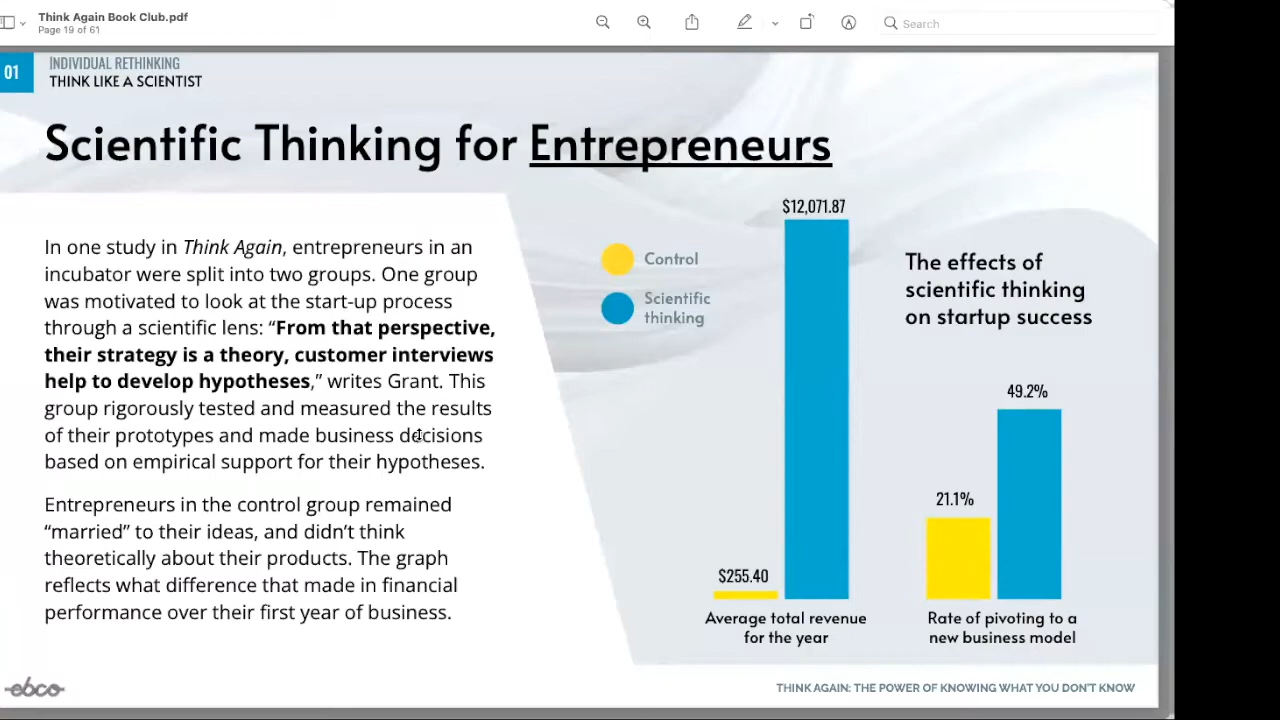 Think Again Book Club.pdf
Page 19 of 61
Search
01
INDIVIDUAL RETHINKING
THINK LIKE A SCIENTIST
Scientific Thinking for Entrepreneurs
In one study in Think Again, entrepreneurs in an
incubator were split into two groups. One group
was motivated to look at the start-up process
through a scientific lens: “From that perspective,
their strategy is a theory, customer interviews
help to develop hypotheses,” writes Grant. This
group rigorously tested and measured the results
of their prototypes and made business decisions
based on empirical support for their hypotheses.
Entrepreneurs in the control group remained
“married” to their ideas, and didn’t think
theoretically about their products. The graph
reflects what difference that made in financial
performance over their first year of business.
Control
Scientific
thinking
$12,071.87
$255.40
Average total revenue
for the year
The effects of
scientific thinking
on startup success
49.2%
21.1%
Rate of pivoting to a
new business model
ebco
THINK AGAIN: THE POWER OF KNOWING WHAT YOU DON'T KNOW